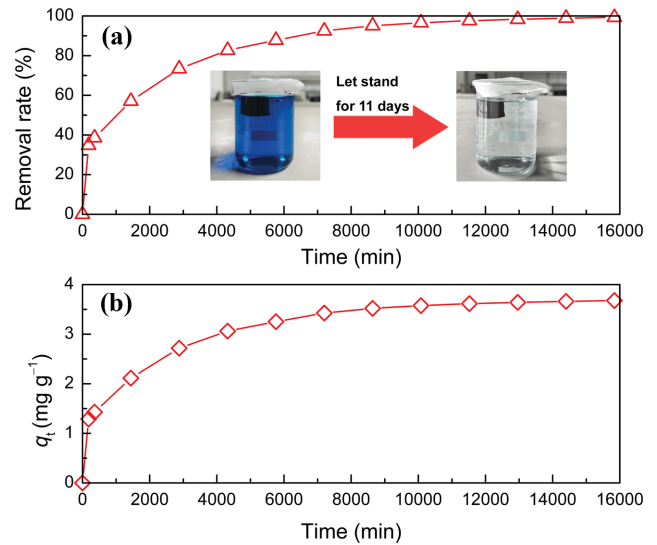 (a)
Removal rate (%)
100
80
60
40
20
0
Let stand
for 11 days
0 2000 4000 6000 8000 10000 12000 14000 16000
Time (min)
(b)
qt (mg g⁻¹)
4
3
2
1
0
0 2000 4000 6000 8000 10000 12000 14000 16000
Time (min)